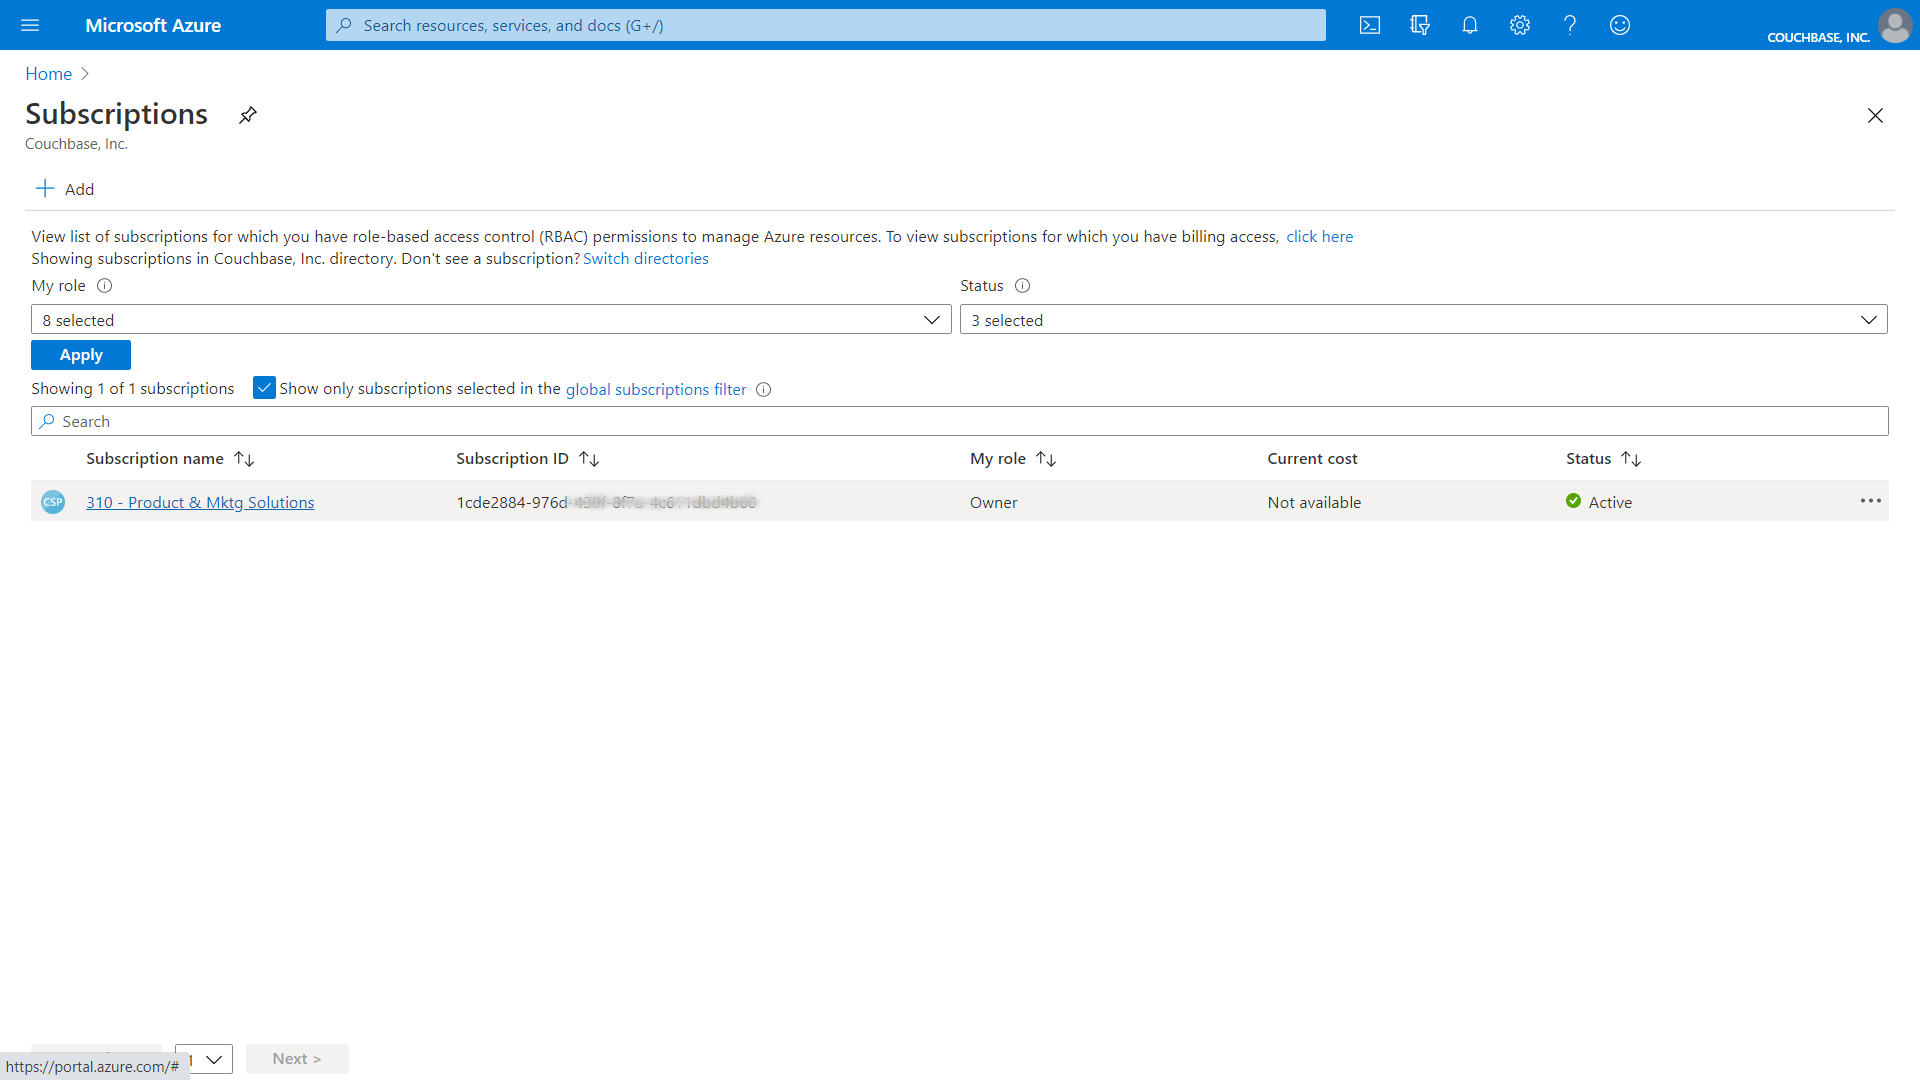 Microsoft Azure
Search resources, services, and docs (G+/)
COUCHBASE, INC.
Home
Subscriptions
Couchbase, Inc.
Add
View list of subscriptions for which you have role-based access control (RBAC) permissions to manage Azure resources. To view subscriptions for which you have billing access, click here
Showing subscriptions in Couchbase, Inc. directory. Don't see a subscription? Switch directories
My role
Status
8 selected
3 selected
Apply
Showing 1 of 1 subscriptions
Show only subscriptions selected in the global subscriptions filter
Search
Subscription name
Subscription ID
My role
Current cost
Status
CSP
310 - Product & Mktg Solutions
1cde2884-976d-
Owner
Not available
Active
1
Next >
https://portal.azure.com/#